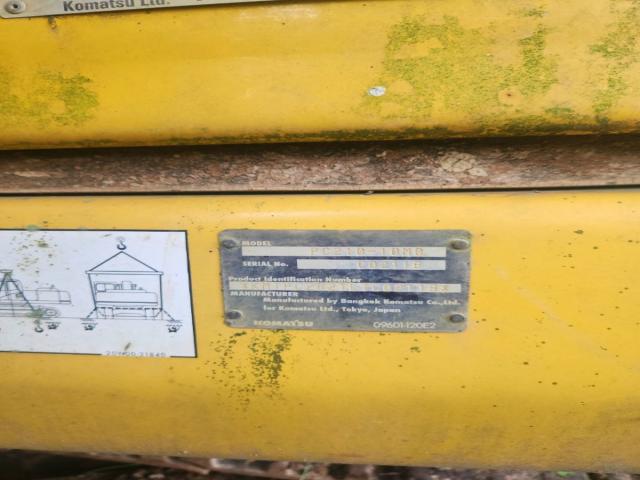 Komatsu Ltd.
MODEL PC210-10M0
SERIAL No.
Product Identification Number
MANUFACTURER
Manufactured by Bangkok Komatsu Co.,Ltd.
for Komatsu Ltd., Tokyo, Japan
KOMATSU 09601-120E2